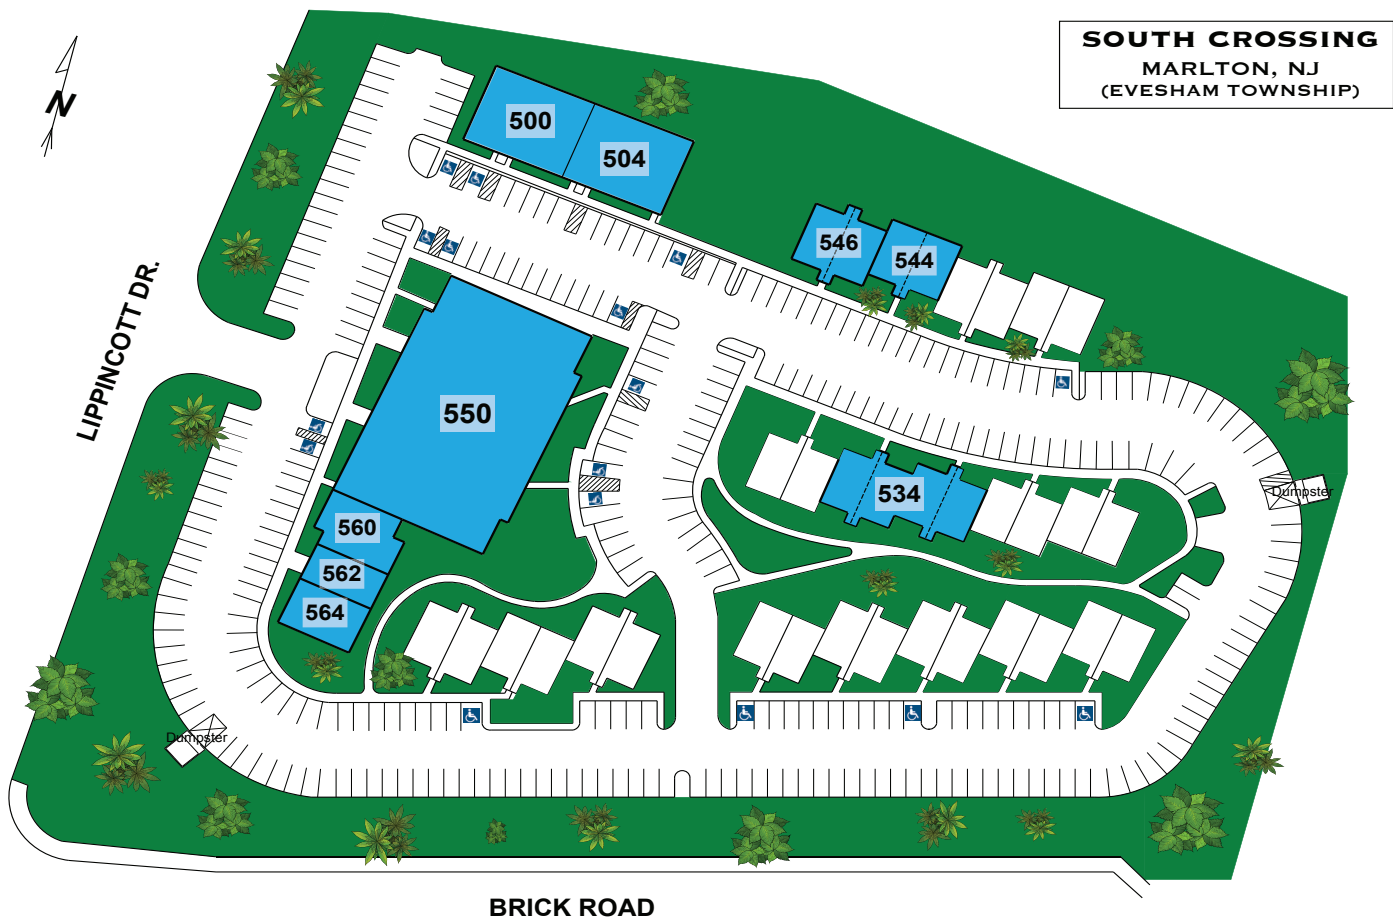 SOUTH CROSSING
MARLTON, NJ
(EVESHAM TOWNSHIP)
N
500
504
546
544
LIPPINCOTT DR.
550
534
Dumpster
560
562
564
Dumpster
BRICK ROAD